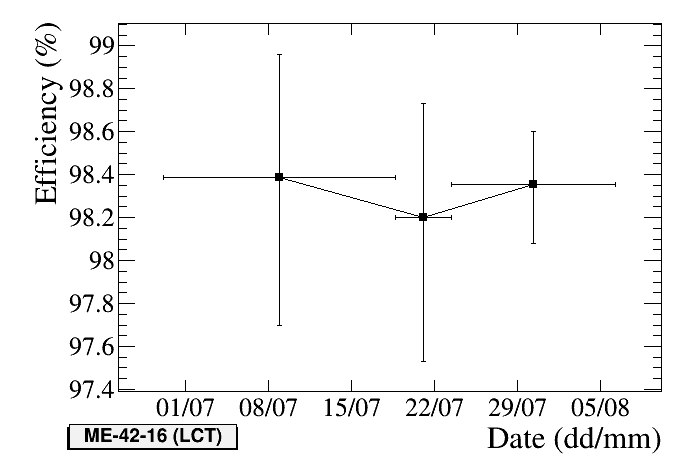 Efficiency (%)
99
98.8
98.6
98.4
98.2
98
97.8
97.6
97.4
01/07 08/07 15/07 22/07 29/07 05/08
ME-42-16 (LCT)
Date (dd/mm)